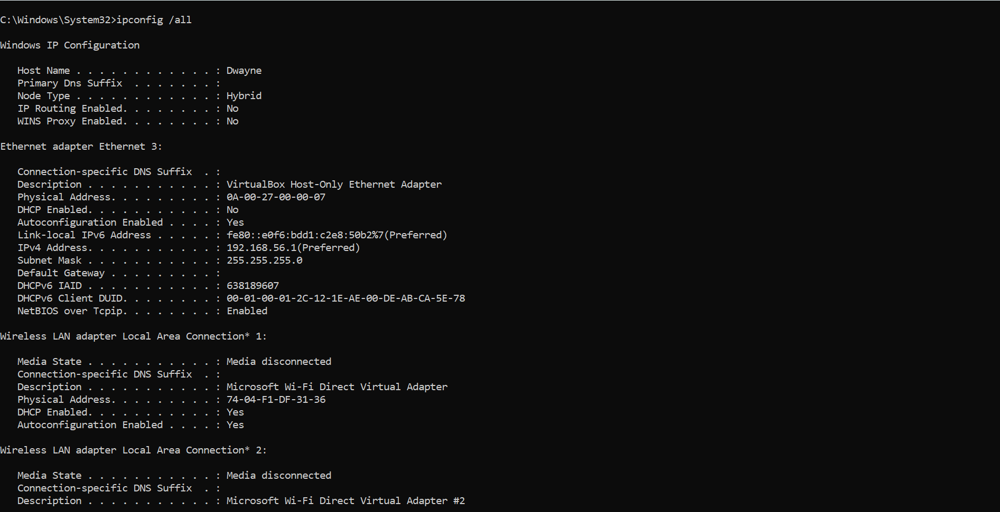 C:\Windows\System32>ipconfig /all
Windows IP Configuration
Host Name . . . . . . . . . . . . : Dwayne
Primary Dns Suffix  . . . . . . . :
Node Type . . . . . . . . . . . . : Hybrid
IP Routing Enabled. . . . . . . . : No
WINS Proxy Enabled. . . . . . . . : No
Ethernet adapter Ethernet 3:
Connection-specific DNS Suffix  . :
Description . . . . . . . . . . . : VirtualBox Host-Only Ethernet Adapter
Physical Address. . . . . . . . . : 0A-00-27-00-00-07
DHCP Enabled. . . . . . . . . . . : No
Autoconfiguration Enabled . . . . : Yes
Link-local IPv6 Address . . . . . : fe80::e0f6:bdd1:c2e8:50b2%7(Preferred)
IPv4 Address. . . . . . . . . . . : 192.168.56.1(Preferred)
Subnet Mask . . . . . . . . . . . : 255.255.255.0
Default Gateway . . . . . . . . . :
DHCPv6 IAID . . . . . . . . . . . : 638189607
DHCPv6 Client DUID. . . . . . . . : 00-01-00-01-2C-12-1E-AE-00-DE-AB-CA-5E-78
NetBIOS over Tcpip. . . . . . . . : Enabled
Wireless LAN adapter Local Area Connection* 1:
Media State . . . . . . . . . . . : Media disconnected
Connection-specific DNS Suffix  . :
Description . . . . . . . . . . . : Microsoft Wi-Fi Direct Virtual Adapter
Physical Address. . . . . . . . . : 74-04-F1-DF-31-36
DHCP Enabled. . . . . . . . . . . : Yes
Autoconfiguration Enabled . . . . : Yes
Wireless LAN adapter Local Area Connection* 2:
Media State . . . . . . . . . . . : Media disconnected
Connection-specific DNS Suffix  . :
Description . . . . . . . . . . . : Microsoft Wi-Fi Direct Virtual Adapter #2